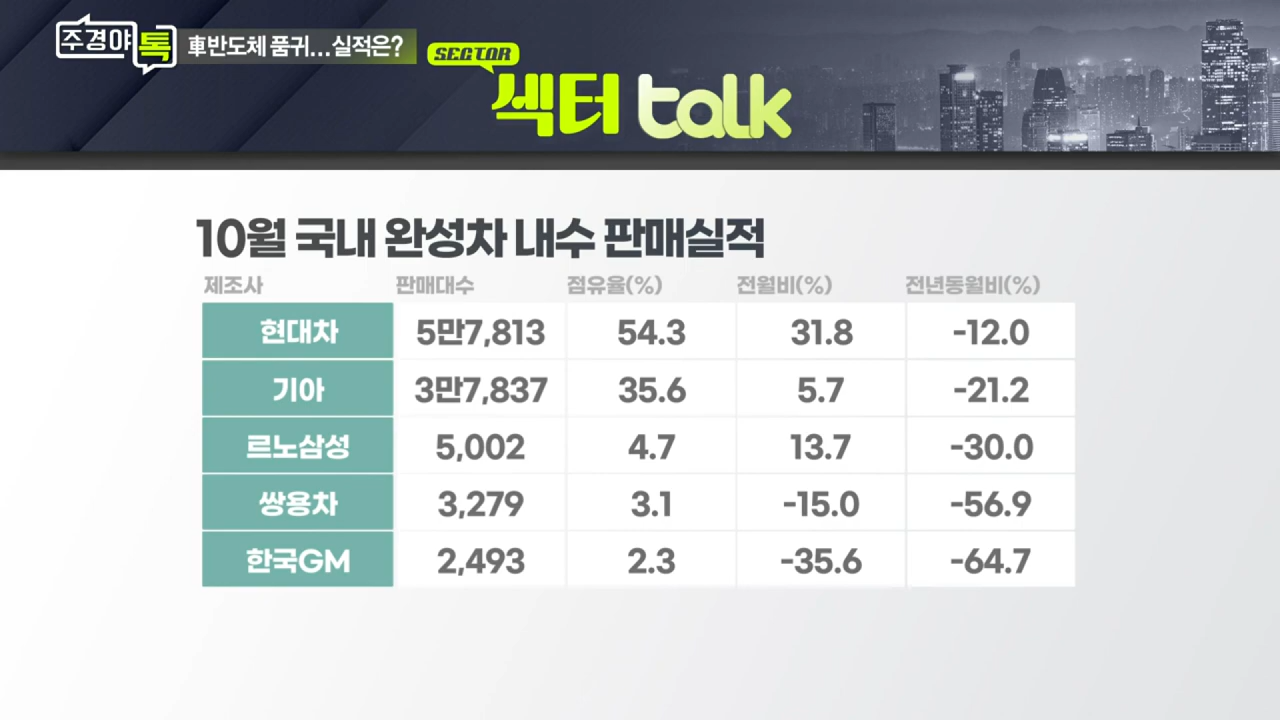 주경야톡
車반도체 품귀...실적은?
SECTOR
섹터 talk
10월 국내 완성차 내수 판매실적
제조사 판매대수 점유율(%) 전월비(%) 전년동월비(%)
현대차 5만7,813 54.3 31.8 -12.0
기아 3만7,837 35.6 5.7 -21.2
르노삼성 5,002 4.7 13.7 -30.0
쌍용차 3,279 3.1 -15.0 -56.9
한국GM 2,493 2.3 -35.6 -64.7